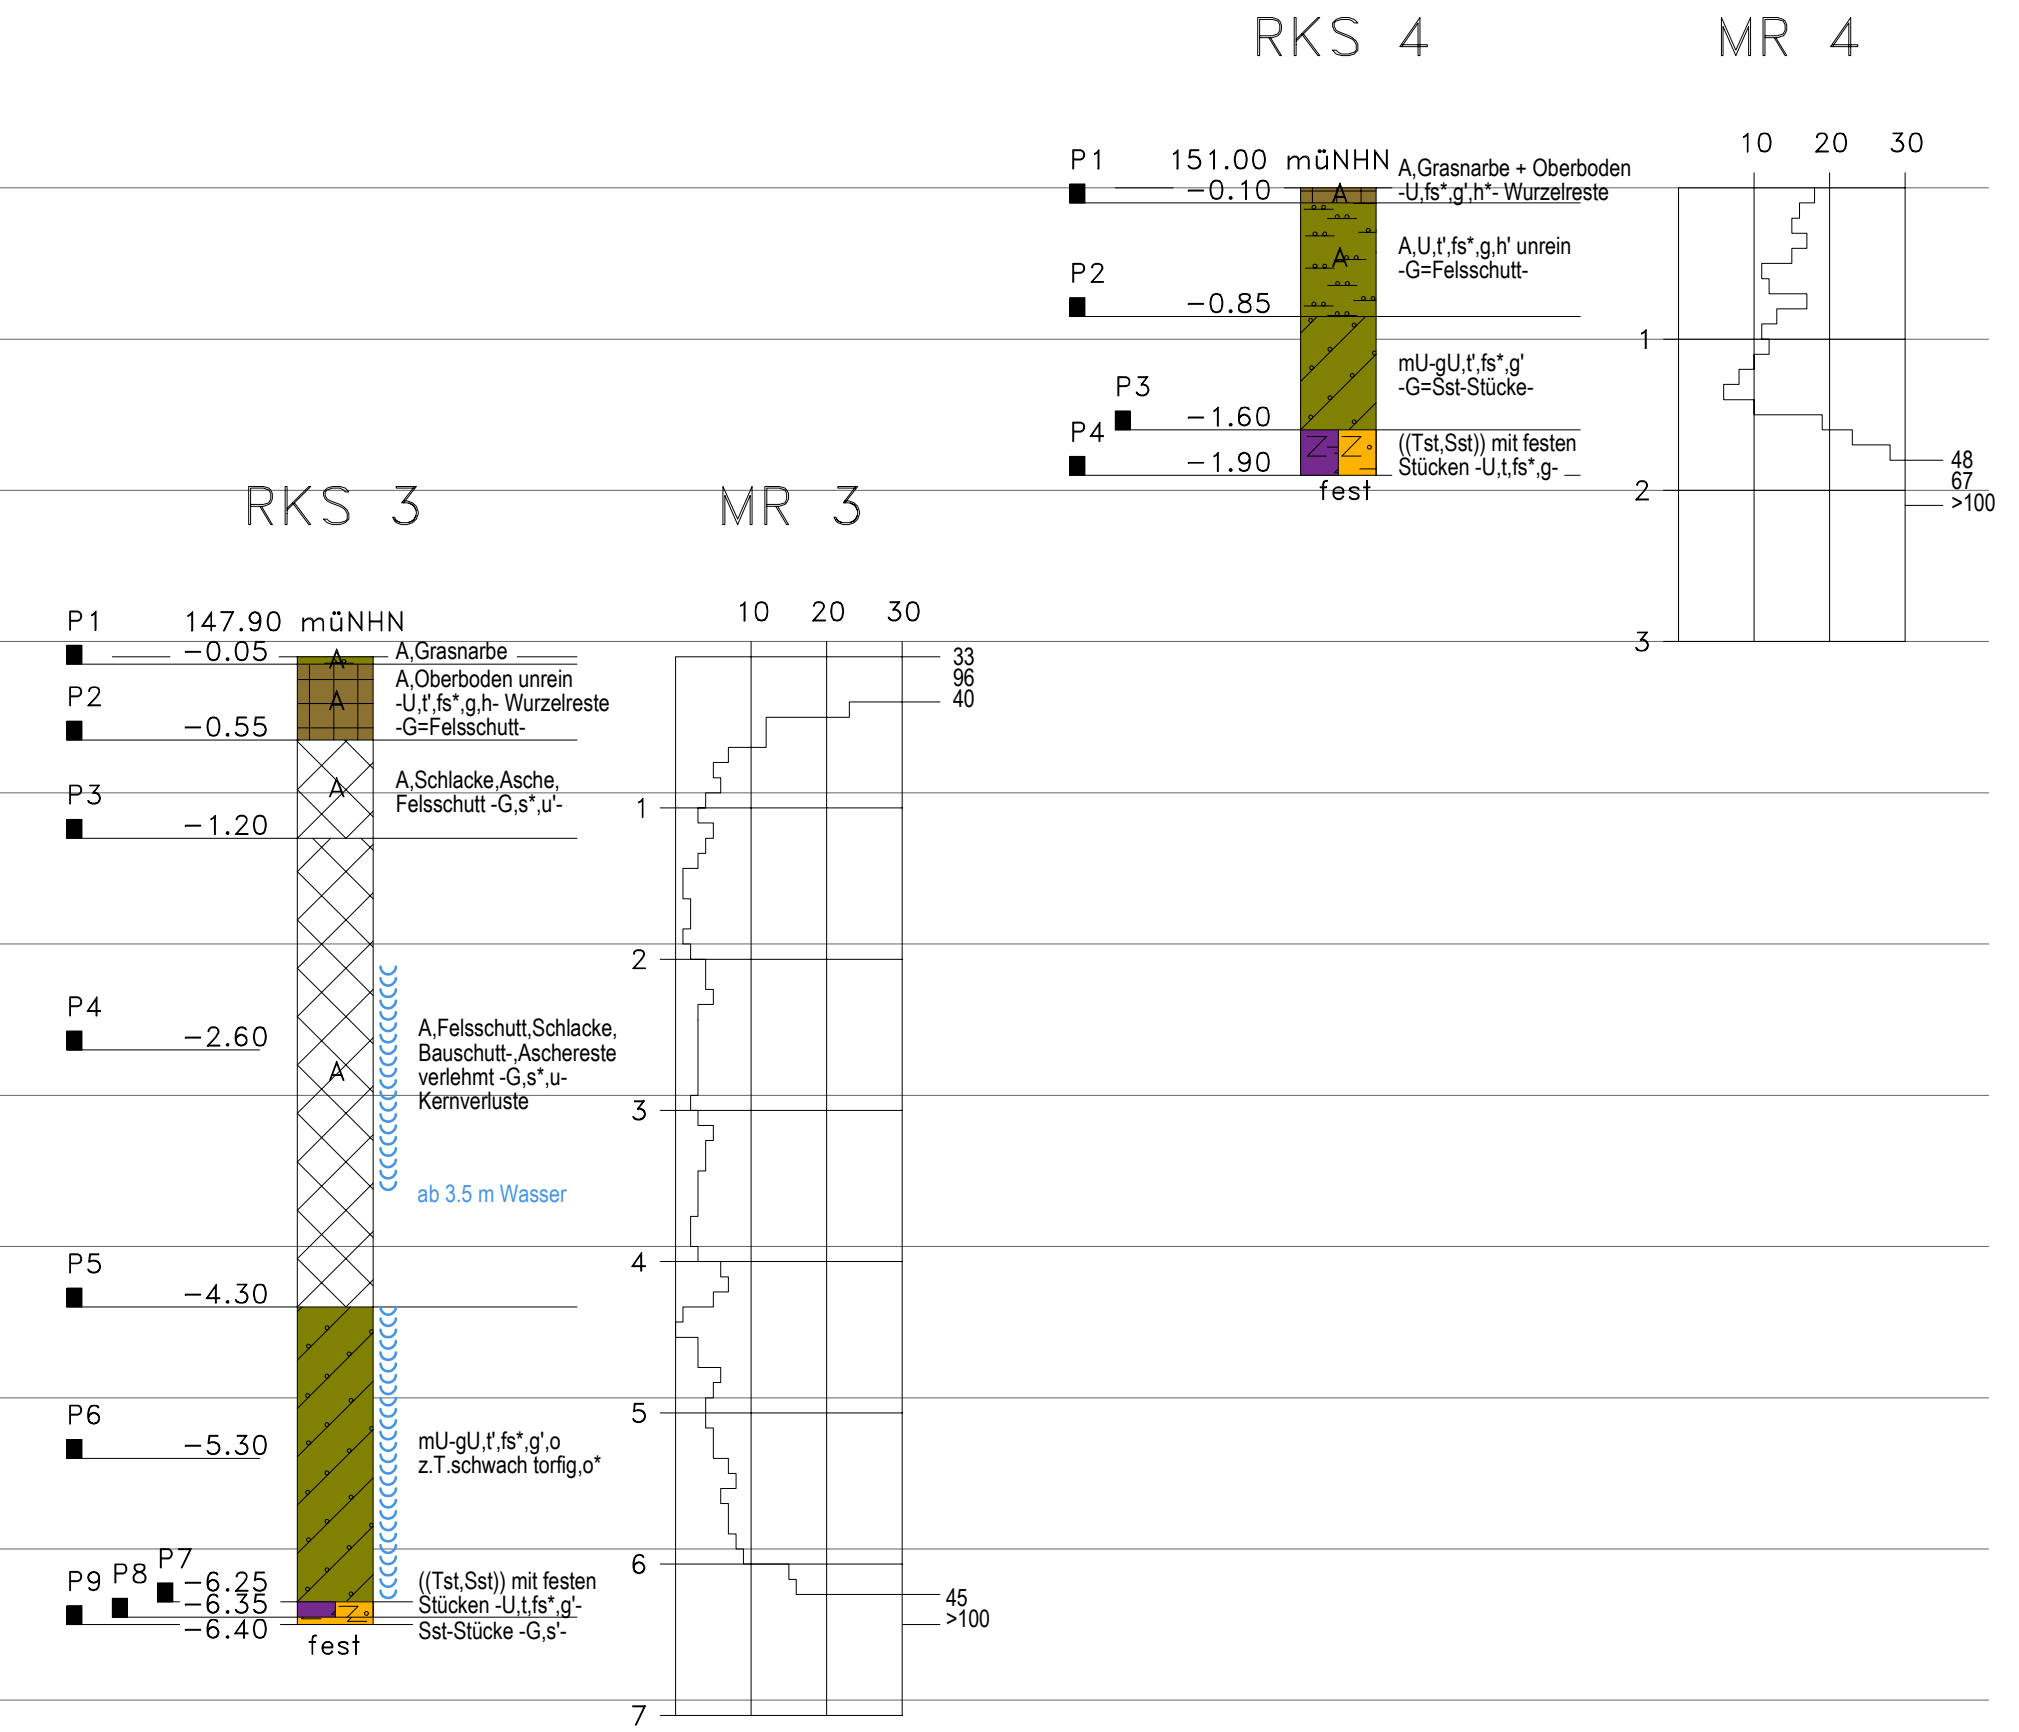 RKS 4
MR 4
10 20 30
P1
151.00 müNHN
A,Grasnarbe + Oberboden
-0.10
A
-U,fs*,g',h*- Wurzelreste
P2
A
A,U,t',fs*,g,h' unrein
-G=Felsschutt-
-0.85
1
P3
mU-gU,t',fs*,g'
-G=Sst-Stücke-
-1.60
P4
Z Z
((Tst,Sst)) mit festen
-1.90
Stücken -U,t,fs*,g-
fest
48
67
2
>100
3
RKS 3
MR 3
10 20 30
P1
147.90 müNHN
-0.05
A
A,Grasnarbe
33
96
40
P2
A
A,Oberboden unrein
-U,t',fs*,g,h- Wurzelreste
-0.55
-G=Felsschutt-
P3
A
A,Schlacke,Asche,
Felsschutt -G,s*,u'-
1
-1.20
2
P4
-2.60
A
A,Felsschutt,Schlacke,
Bauschutt-,Aschereste
verlehmt -G,s*,u-
Kernverluste
3
ab 3.5 m Wasser
4
P5
-4.30
5
P6
-5.30
mU-gU,t',fs*,g',o
z.T.schwach torfig,o*
6
P9 P8 P7
-6.25
-6.35
-6.40
Z
((Tst,Sst)) mit festen
Stücken -U,t,fs*,g'-
Sst-Stücke -G,s'-
fest
45
>100
7